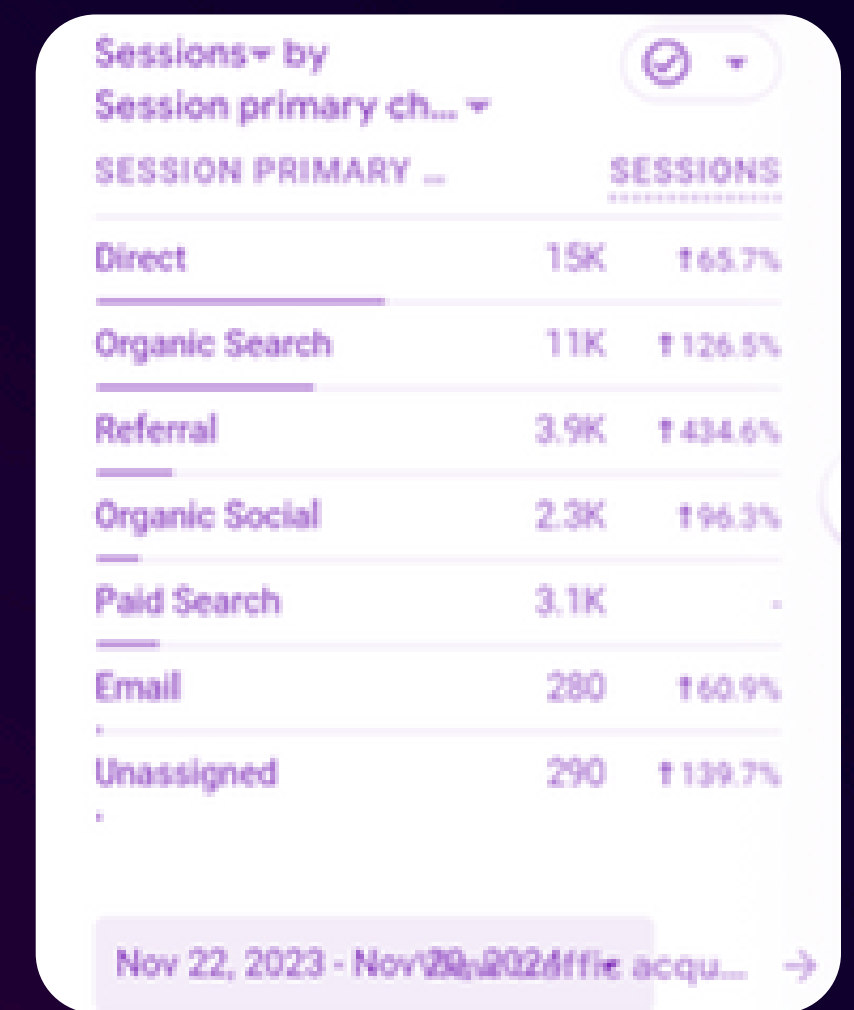 Sessions by
Session primary ch...
SESSION PRIMARY ... SESSIONS
Direct 15K ↑65.7%
Organic Search 11K ↑126.5%
Referral 3.9K ↑434.6%
Organic Social 2.3K ↑96.3%
Paid Search 3.1K -
Email 280 ↑60.9%
Unassigned 290 ↑139.7%
Nov 22, 2023 - Nov acqu...